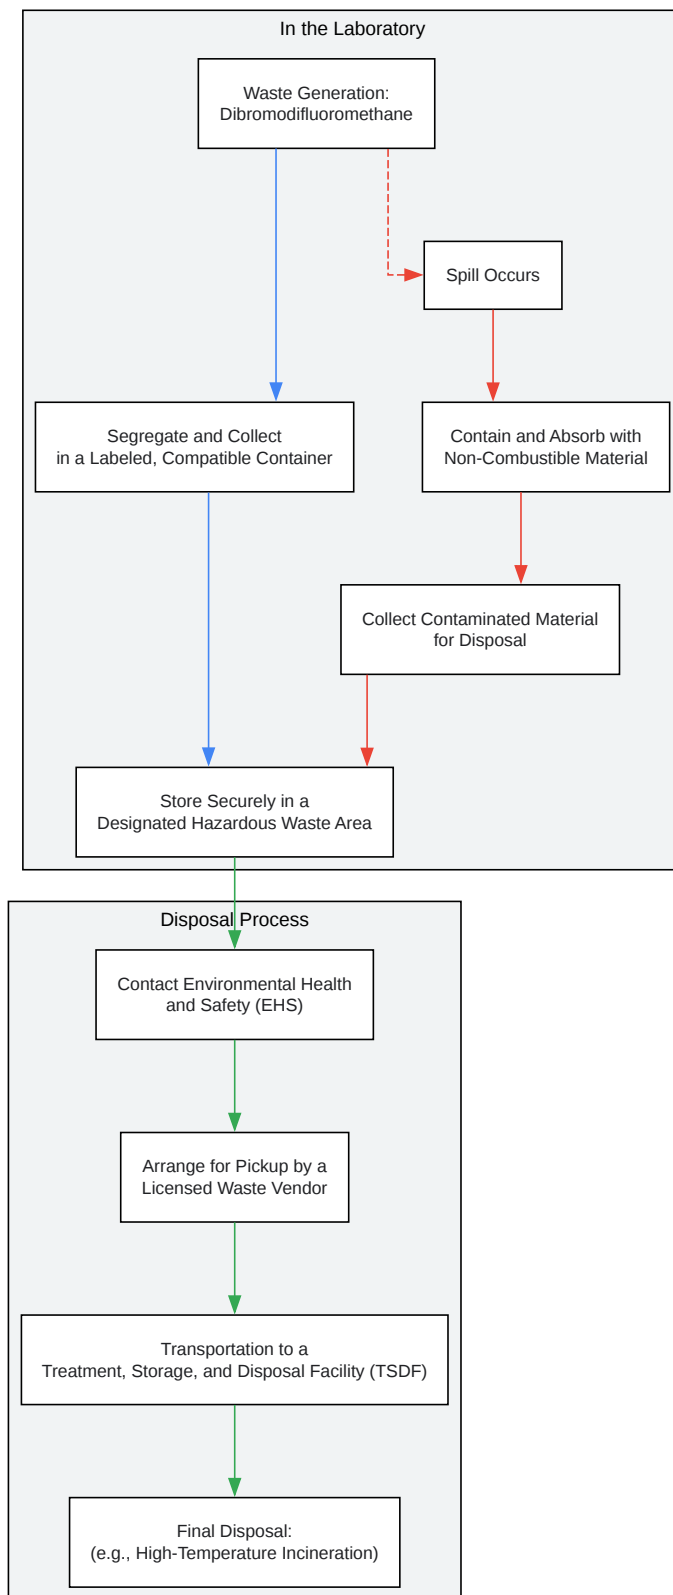 In the Laboratory
Waste Generation:
Dibromodifluoromethane
Spill Occurs
Segregate and Collect
in a Labeled, Compatible Container
Contain and Absorb with
Non-Combustible Material
Collect Contaminated Material
for Disposal
Store Securely in a
Designated Hazardous Waste Area
Disposal Process
Contact Environmental Health
and Safety (EHS)
Arrange for Pickup by a
Licensed Waste Vendor
Transportation to a
Treatment, Storage, and Disposal Facility (TSDF)
Final Disposal:
(e.g., High-Temperature Incineration)